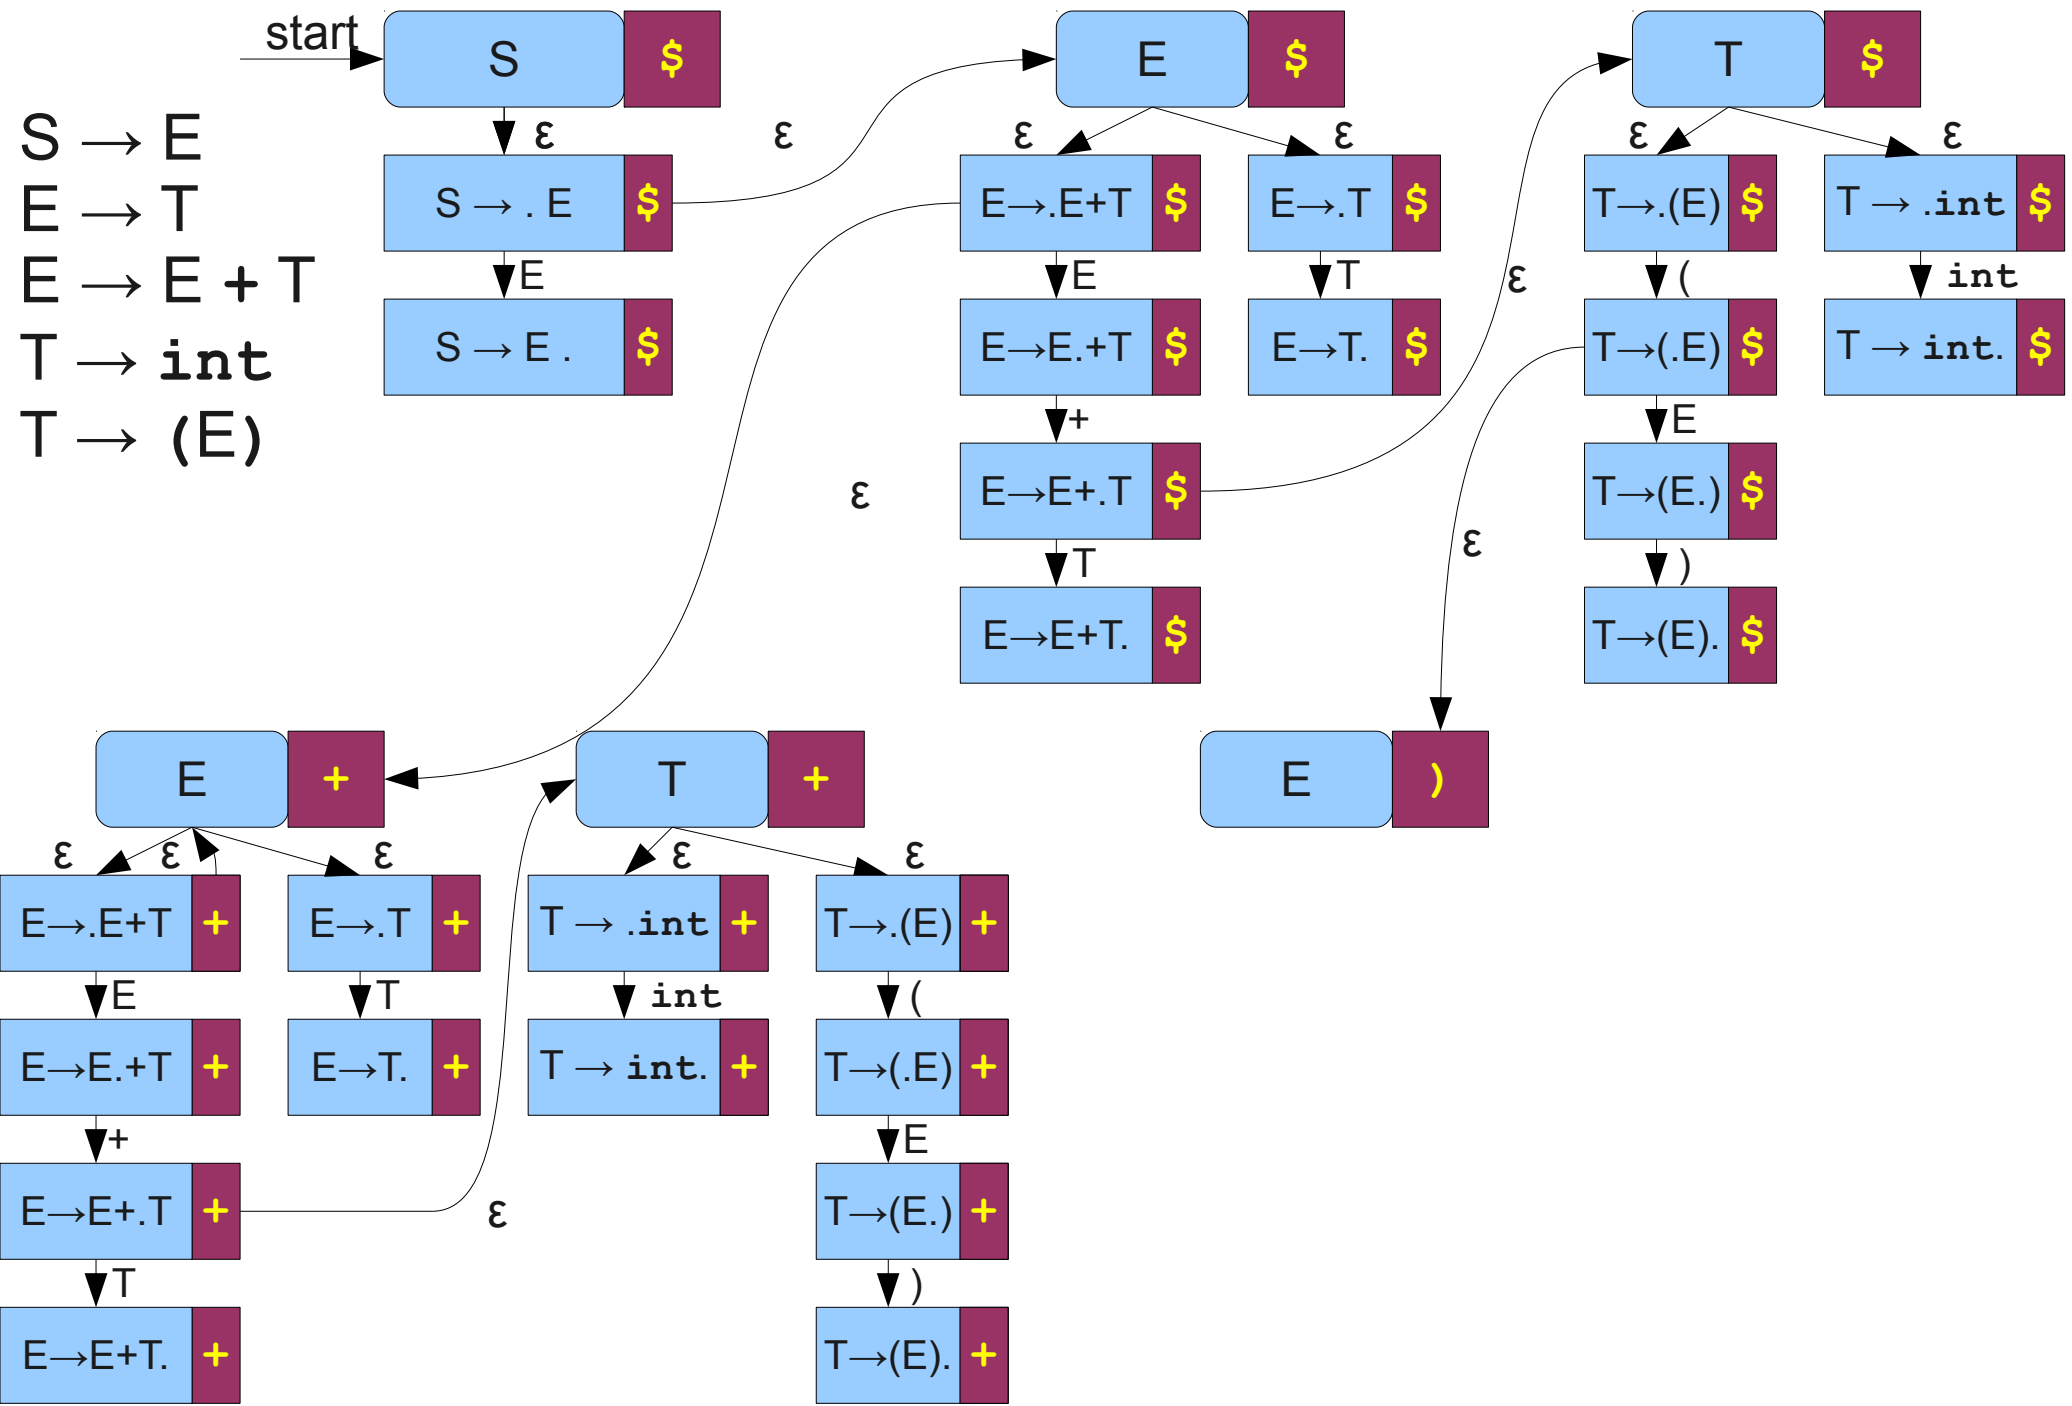 start
S $
E $
T $
S → E
E → T
E → E + T
T → int
T → (E)
ε
ε
ε
ε
ε
ε
S → . E $
E→.E+T $
E→.T $
T→.(E) $
T → .int $
E
E
T
ε
(
int
S → E . $
E→E.+T $
E→T. $
T→(.E) $
T → int. $
+
E
ε
E→E+.T $
T→(E.) $
ε
T
)
E→E+T. $
T→(E). $
E +
T +
E )
ε
ε
ε
ε
ε
E→.E+T +
E→.T +
T → .int +
T→.(E) +
E
T
int
(
E→E.+T +
E→T. +
T → int. +
T→(.E) +
+
E
E→E+.T +
ε
T→(E.) +
T
)
E→E+T. +
T→(E). +